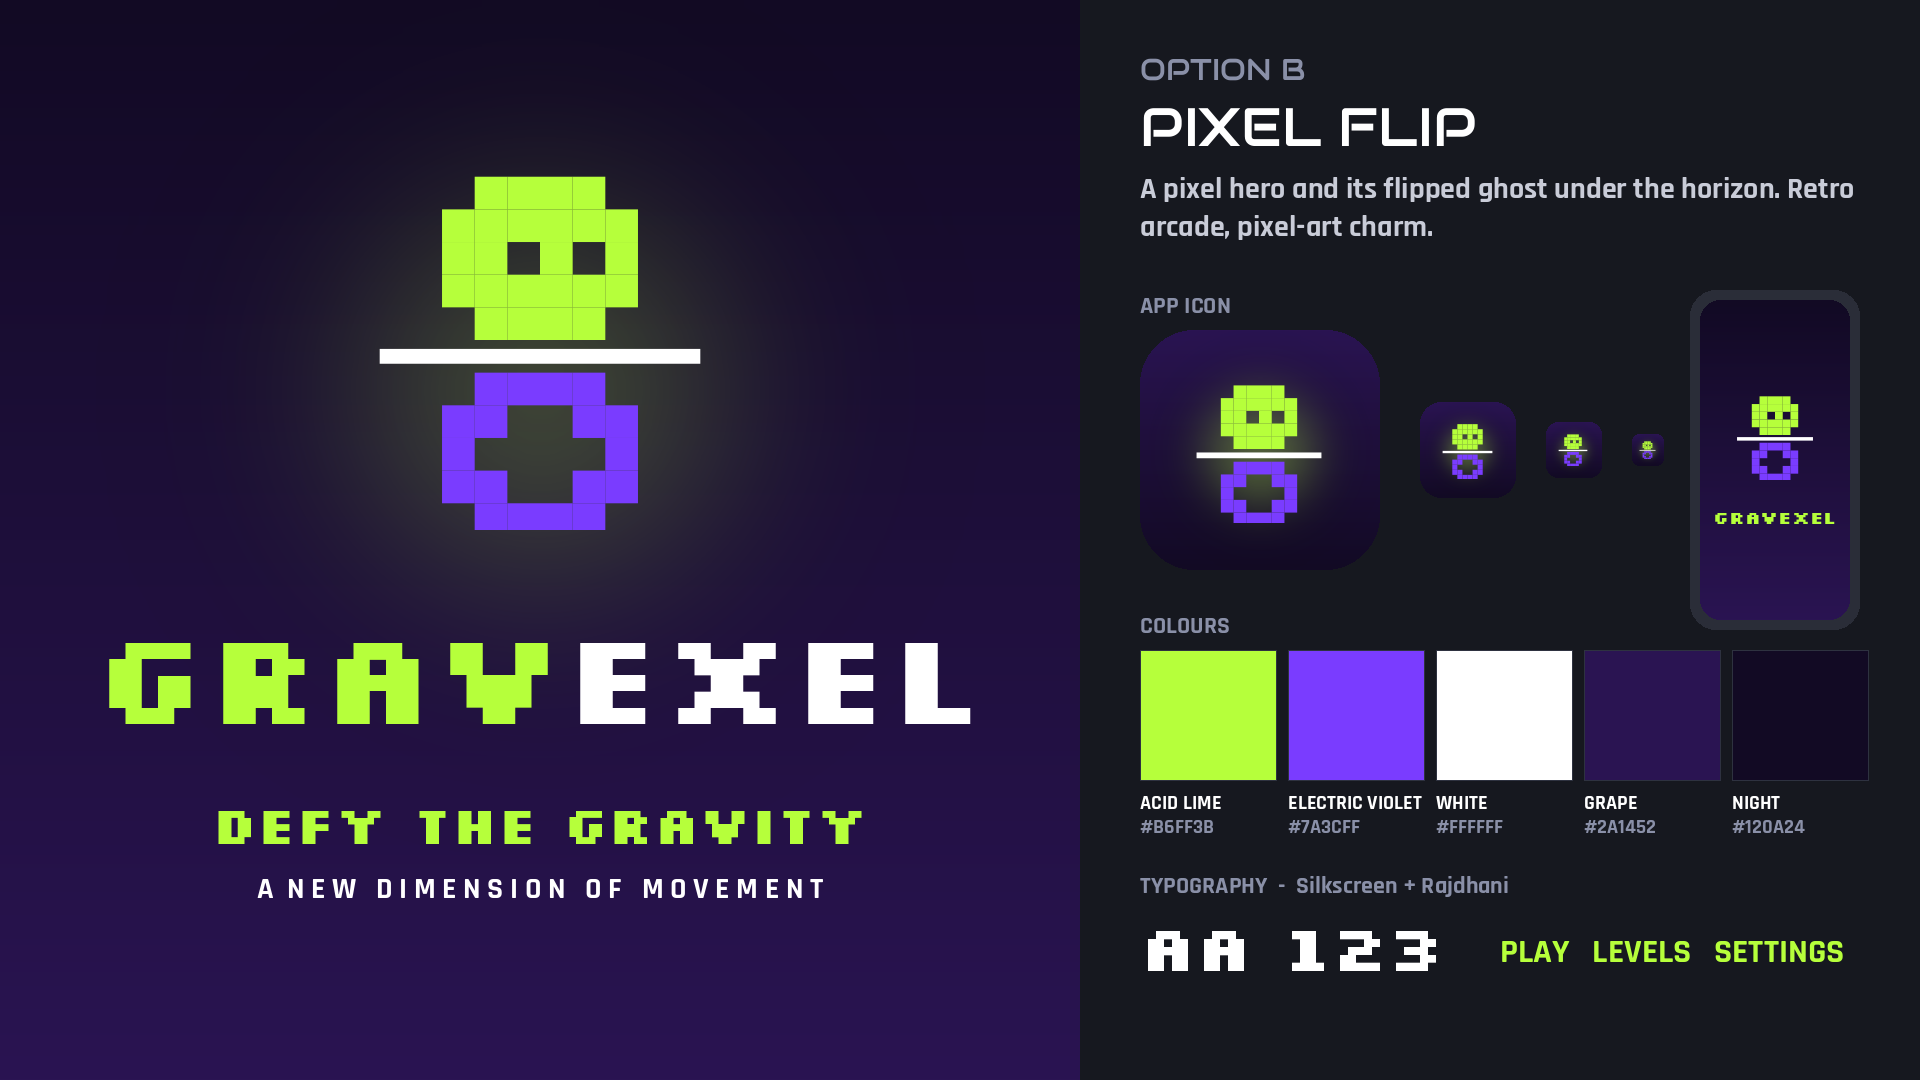 GRAVEXEL
DEFY THE GRAVITY
A NEW DIMENSION OF MOVEMENT
OPTION B
PIXEL FLIP
A pixel hero and its flipped ghost under the horizon. Retro
arcade, pixel-art charm.
APP ICON
GRAVEXEL
COLOURS
ACID LIME
#B6FF3B
ELECTRIC VIOLET
#7A3CFF
WHITE
#FFFFFF
GRAPE
#2A1452
NIGHT
#120A24
TYPOGRAPHY - Silkscreen + Rajdhani
AA 123
PLAY LEVELS SETTINGS